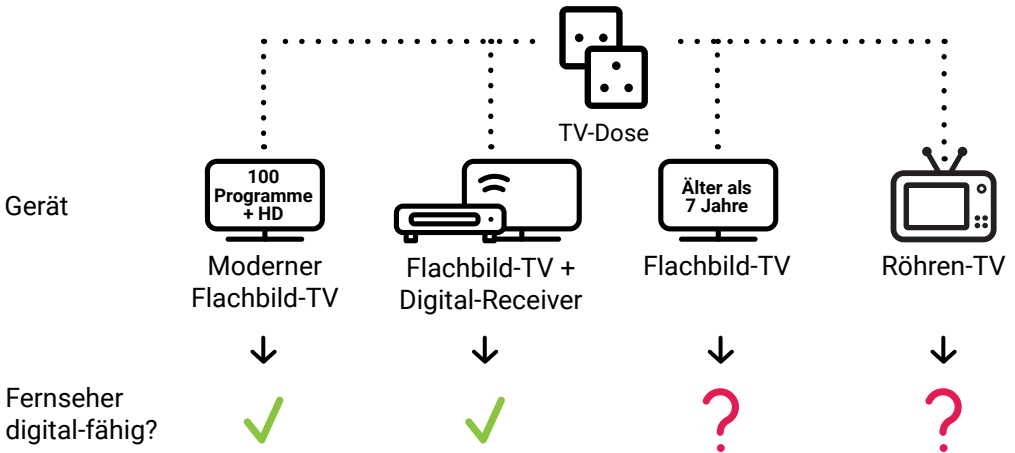 TV-Dose
Gerät
100
Programme
+ HD
Älter als
7 Jahre
Moderner
Flachbild-TV
Flachbild-TV +
Digital-Receiver
Flachbild-TV
Röhren-TV
Fernseher
digital-fähig?
? ?